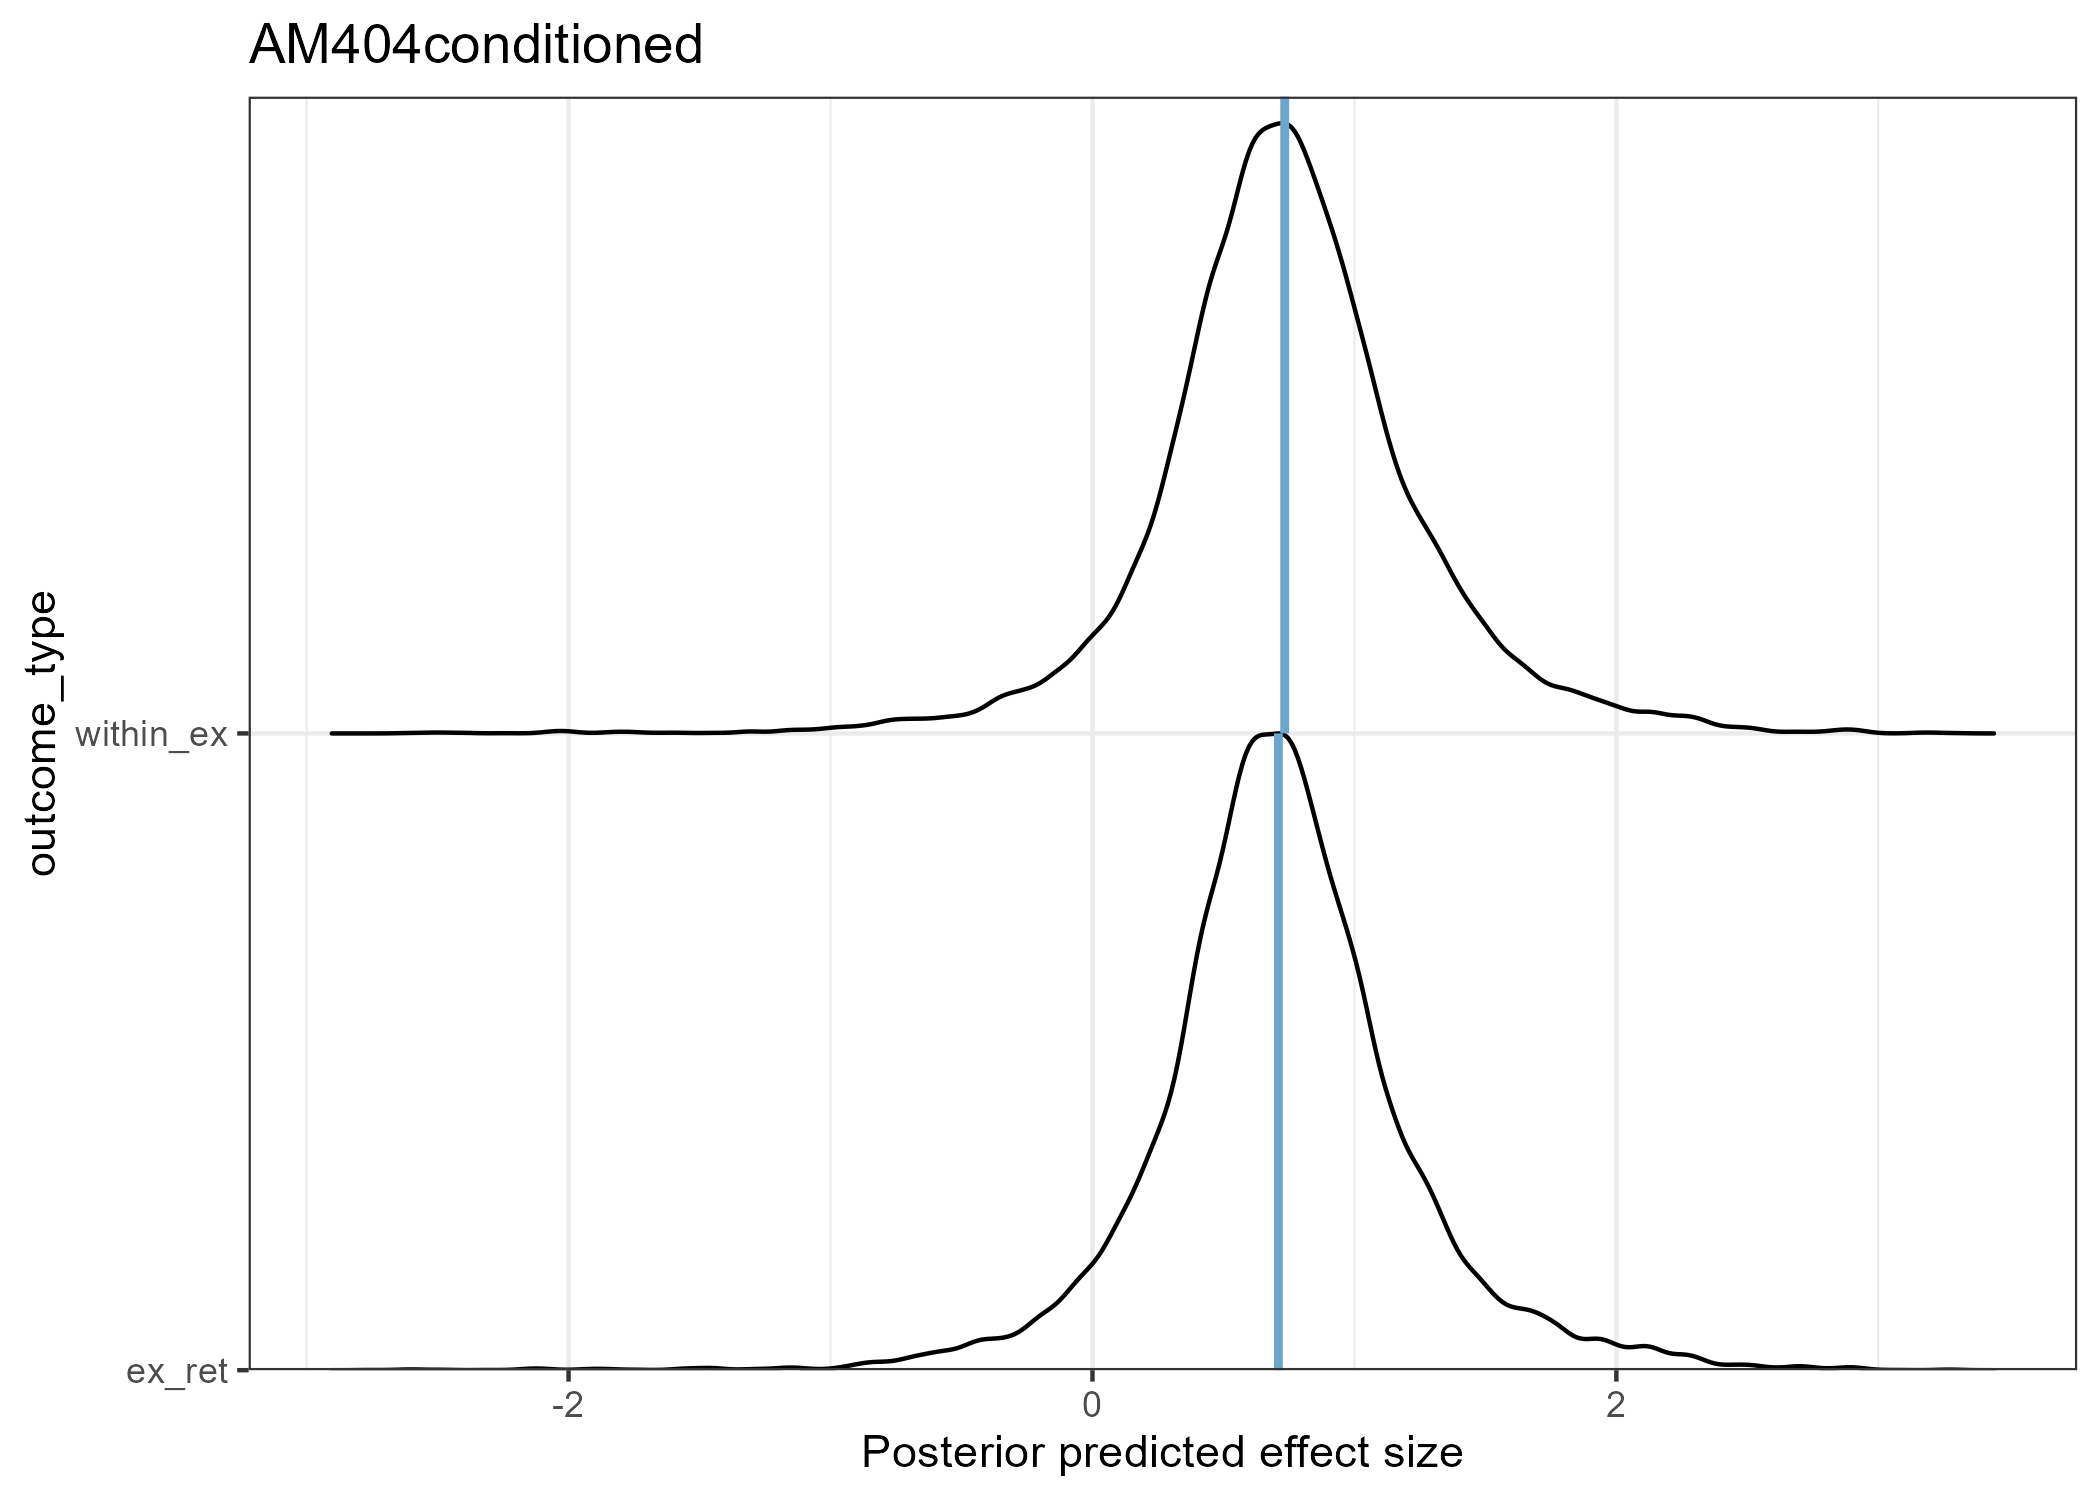 AM404conditioned
outcome_type
within_ex
ex_ret
-2 0 2
Posterior predicted effect size